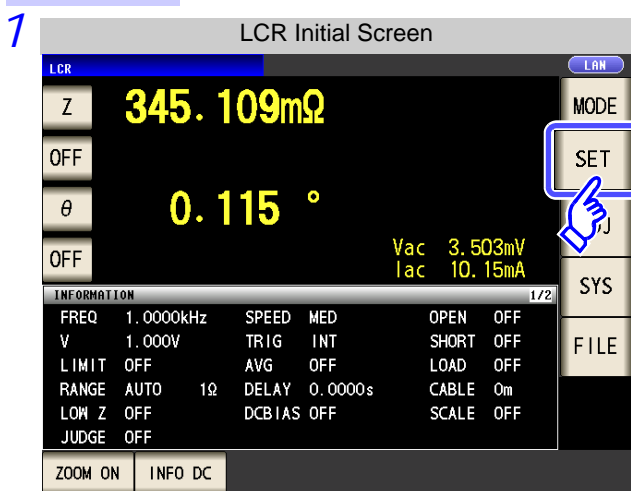 1
LCR Initial Screen
LCR
LAN
Z 345.109mΩ
MODE
OFF
SET
θ 0.115 °
OFF
Vac 3.503mV
Iac 10.15mA
SYS
INFORMATION 1/2
FREQ 1.0000kHz SPEED MED OPEN OFF
V 1.000V TRIG INT SHORT OFF
FILE
LIMIT OFF AVG OFF LOAD OFF
RANGE AUTO 1Ω DELAY 0.0000s CABLE 0m
LOW Z OFF DCBIAS OFF SCALE OFF
JUDGE OFF
ZOOM ON INFO DC